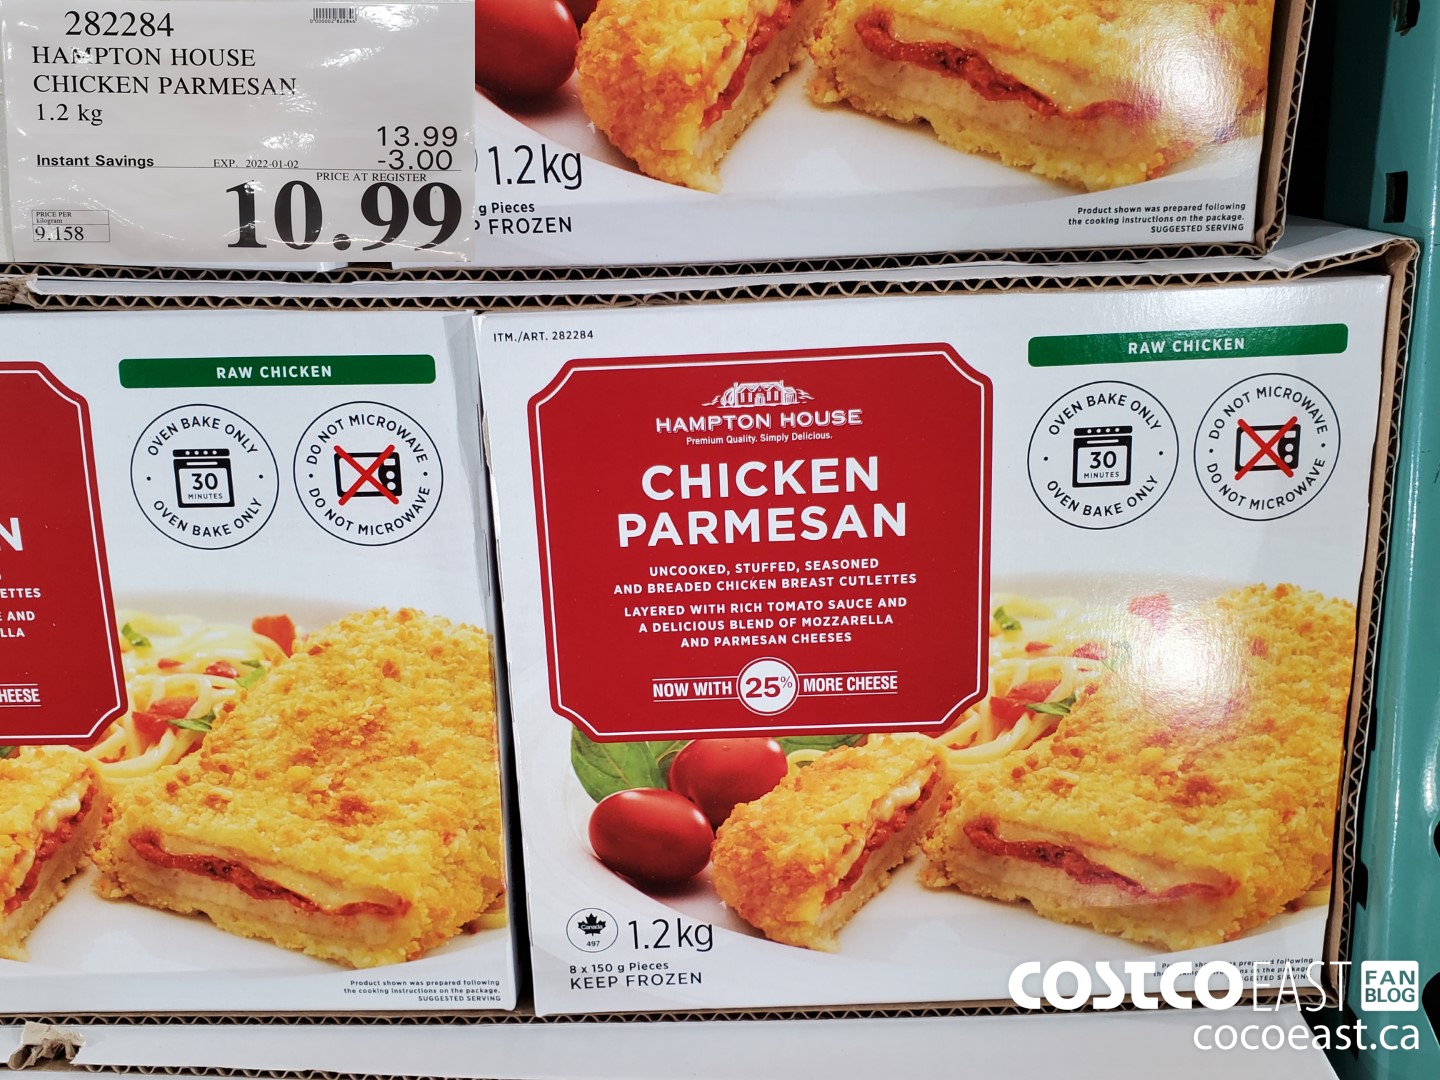 282284
HAMPTON HOUSE
CHICKEN PARMESAN
1.2 kg
13.99
Instant Savings EXP. 2022-01-02 -3.00
PRICE AT REGISTER
10.99
PRICE PER
kilogram
9.158
1.2 kg
g Pieces
FROZEN
Product shown was prepared following
the cooking instructions on the package.
SUGGESTED SERVING
RAW CHICKEN
OVEN BAKE ONLY
30
MINUTES
OVEN BAKE ONLY
DO NOT MICROWAVE
DO NOT MICROWAVE
N
ETTES
E AND
LLA
HEESE
Product shown was prepared following
the cooking instructions on the package.
SUGGESTED SERVING
ITM./ART. 282284
HAMPTON HOUSE
Premium Quality. Simply Delicious.
CHICKEN
PARMESAN
UNCOOKED, STUFFED, SEASONED
AND BREADED CHICKEN BREAST CUTLETTES
LAYERED WITH RICH TOMATO SAUCE AND
A DELICIOUS BLEND OF MOZZARELLA
AND PARMESAN CHEESES
NOW WITH 25% MORE CHEESE
RAW CHICKEN
OVEN BAKE ONLY
30
MINUTES
OVEN BAKE ONLY
DO NOT MICROWAVE
DO NOT MICROWAVE
Canada
497
1.2 kg
8 x 150 g Pieces
KEEP FROZEN
COSTCO EAST FAN BLOG
cocoeast.ca